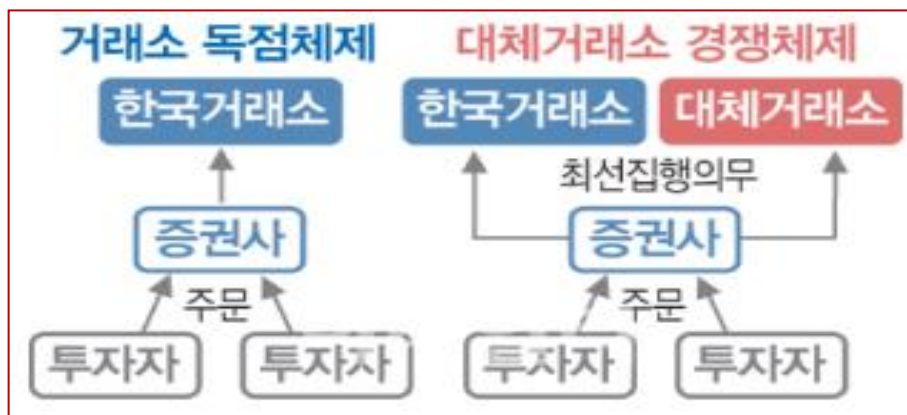 거래소 독점체제
한국거래소
증권사
주문
투자자 투자자
대체거래소 경쟁체제
한국거래소 대체거래소
최선집행의무
증권사
주문
투자자 투자자